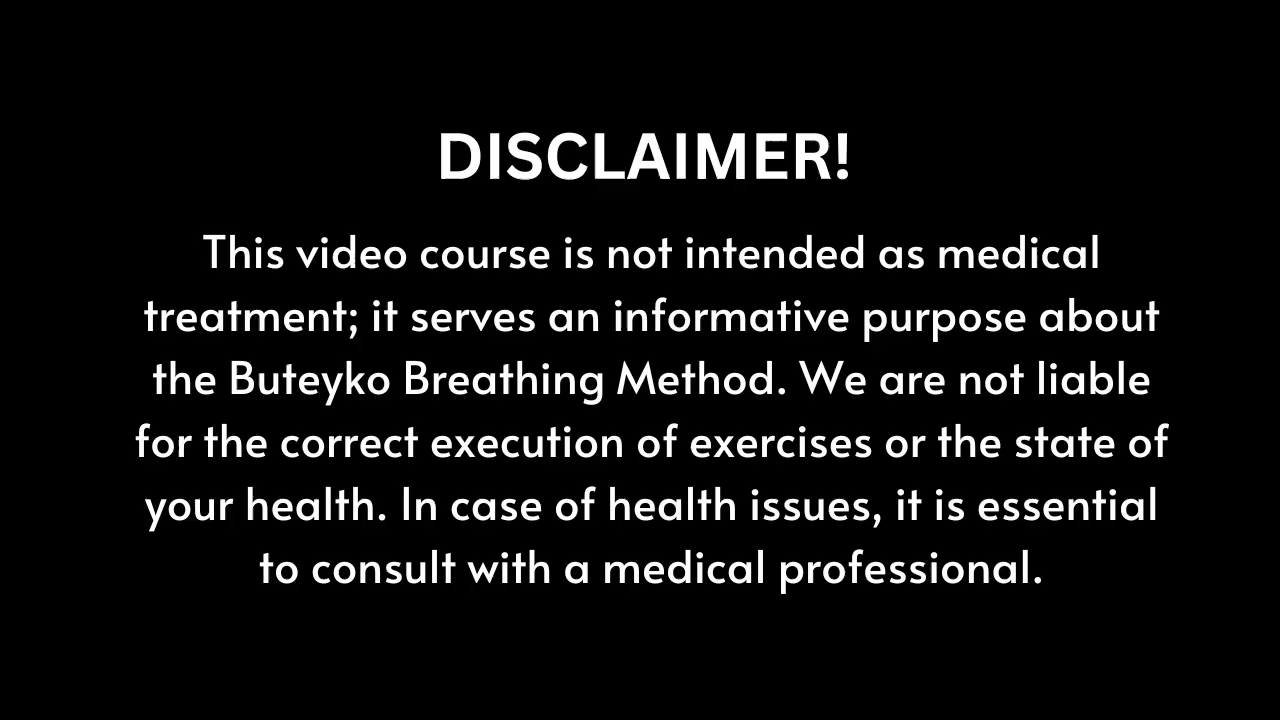 DISCLAIMER!
This video course is not intended as medical
treatment; it serves an informative purpose about
the Buteyko Breathing Method. We are not liable
for the correct execution of exercises or the state of
your health. In case of health issues, it is essential
to consult with a medical professional.